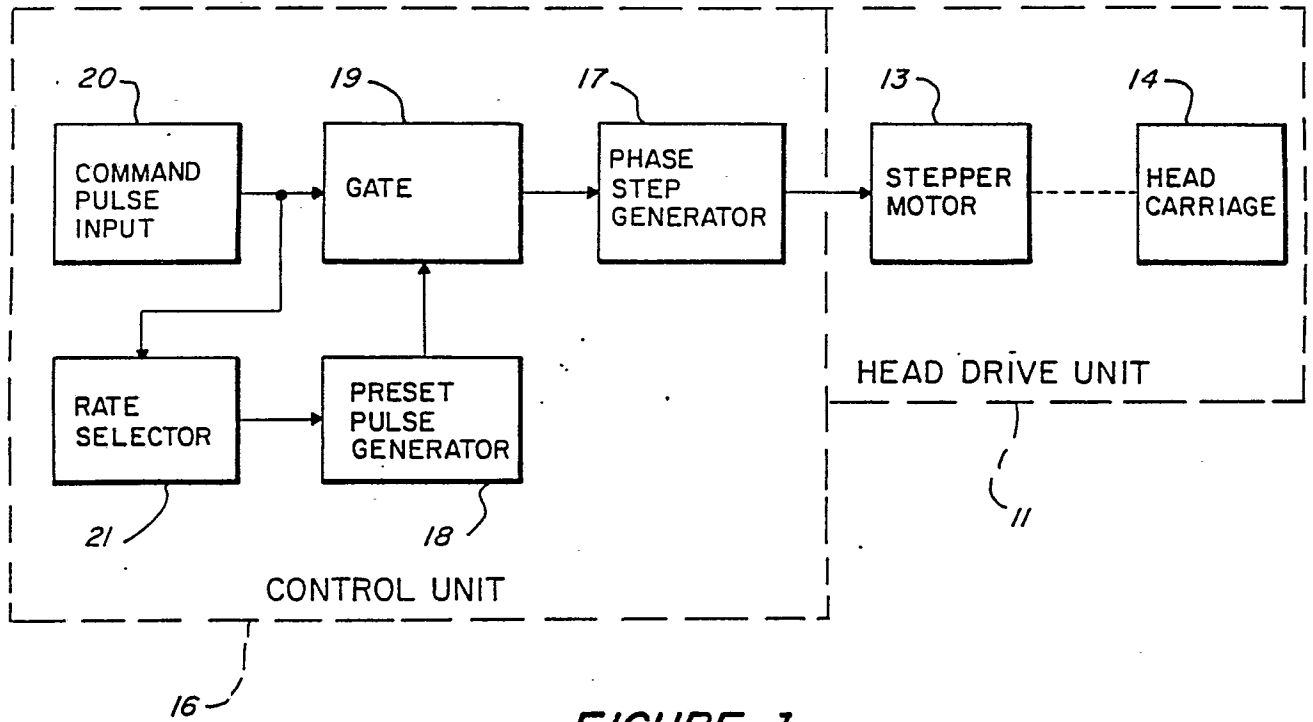 20
19
17
13
14
COMMAND
PULSE
INPUT
GATE
PHASE
STEP
GENERATOR
STEPPER
MOTOR
HEAD
CARRIAGE
RATE
SELECTOR
PRESET
PULSE
GENERATOR
HEAD DRIVE UNIT
21
18
11
CONTROL UNIT
16
FIGURE 1